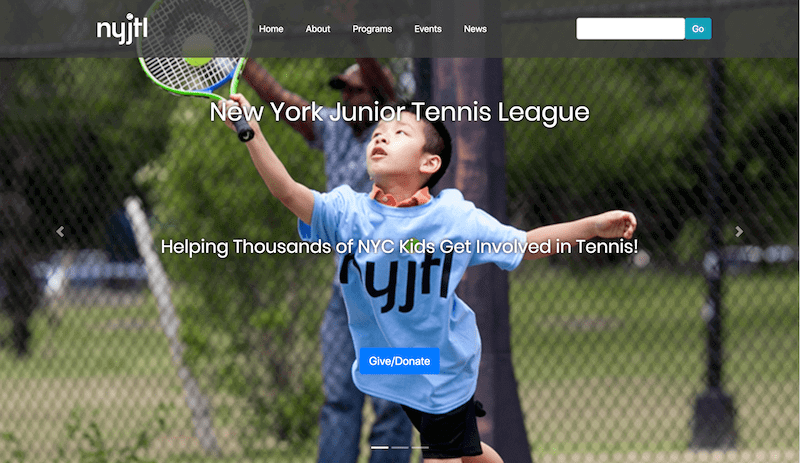 nyjtl
Home About Programs Events News
Go
New York Junior Tennis League
Helping Thousands of NYC Kids Get Involved in Tennis!
nyjtl
Give/Donate